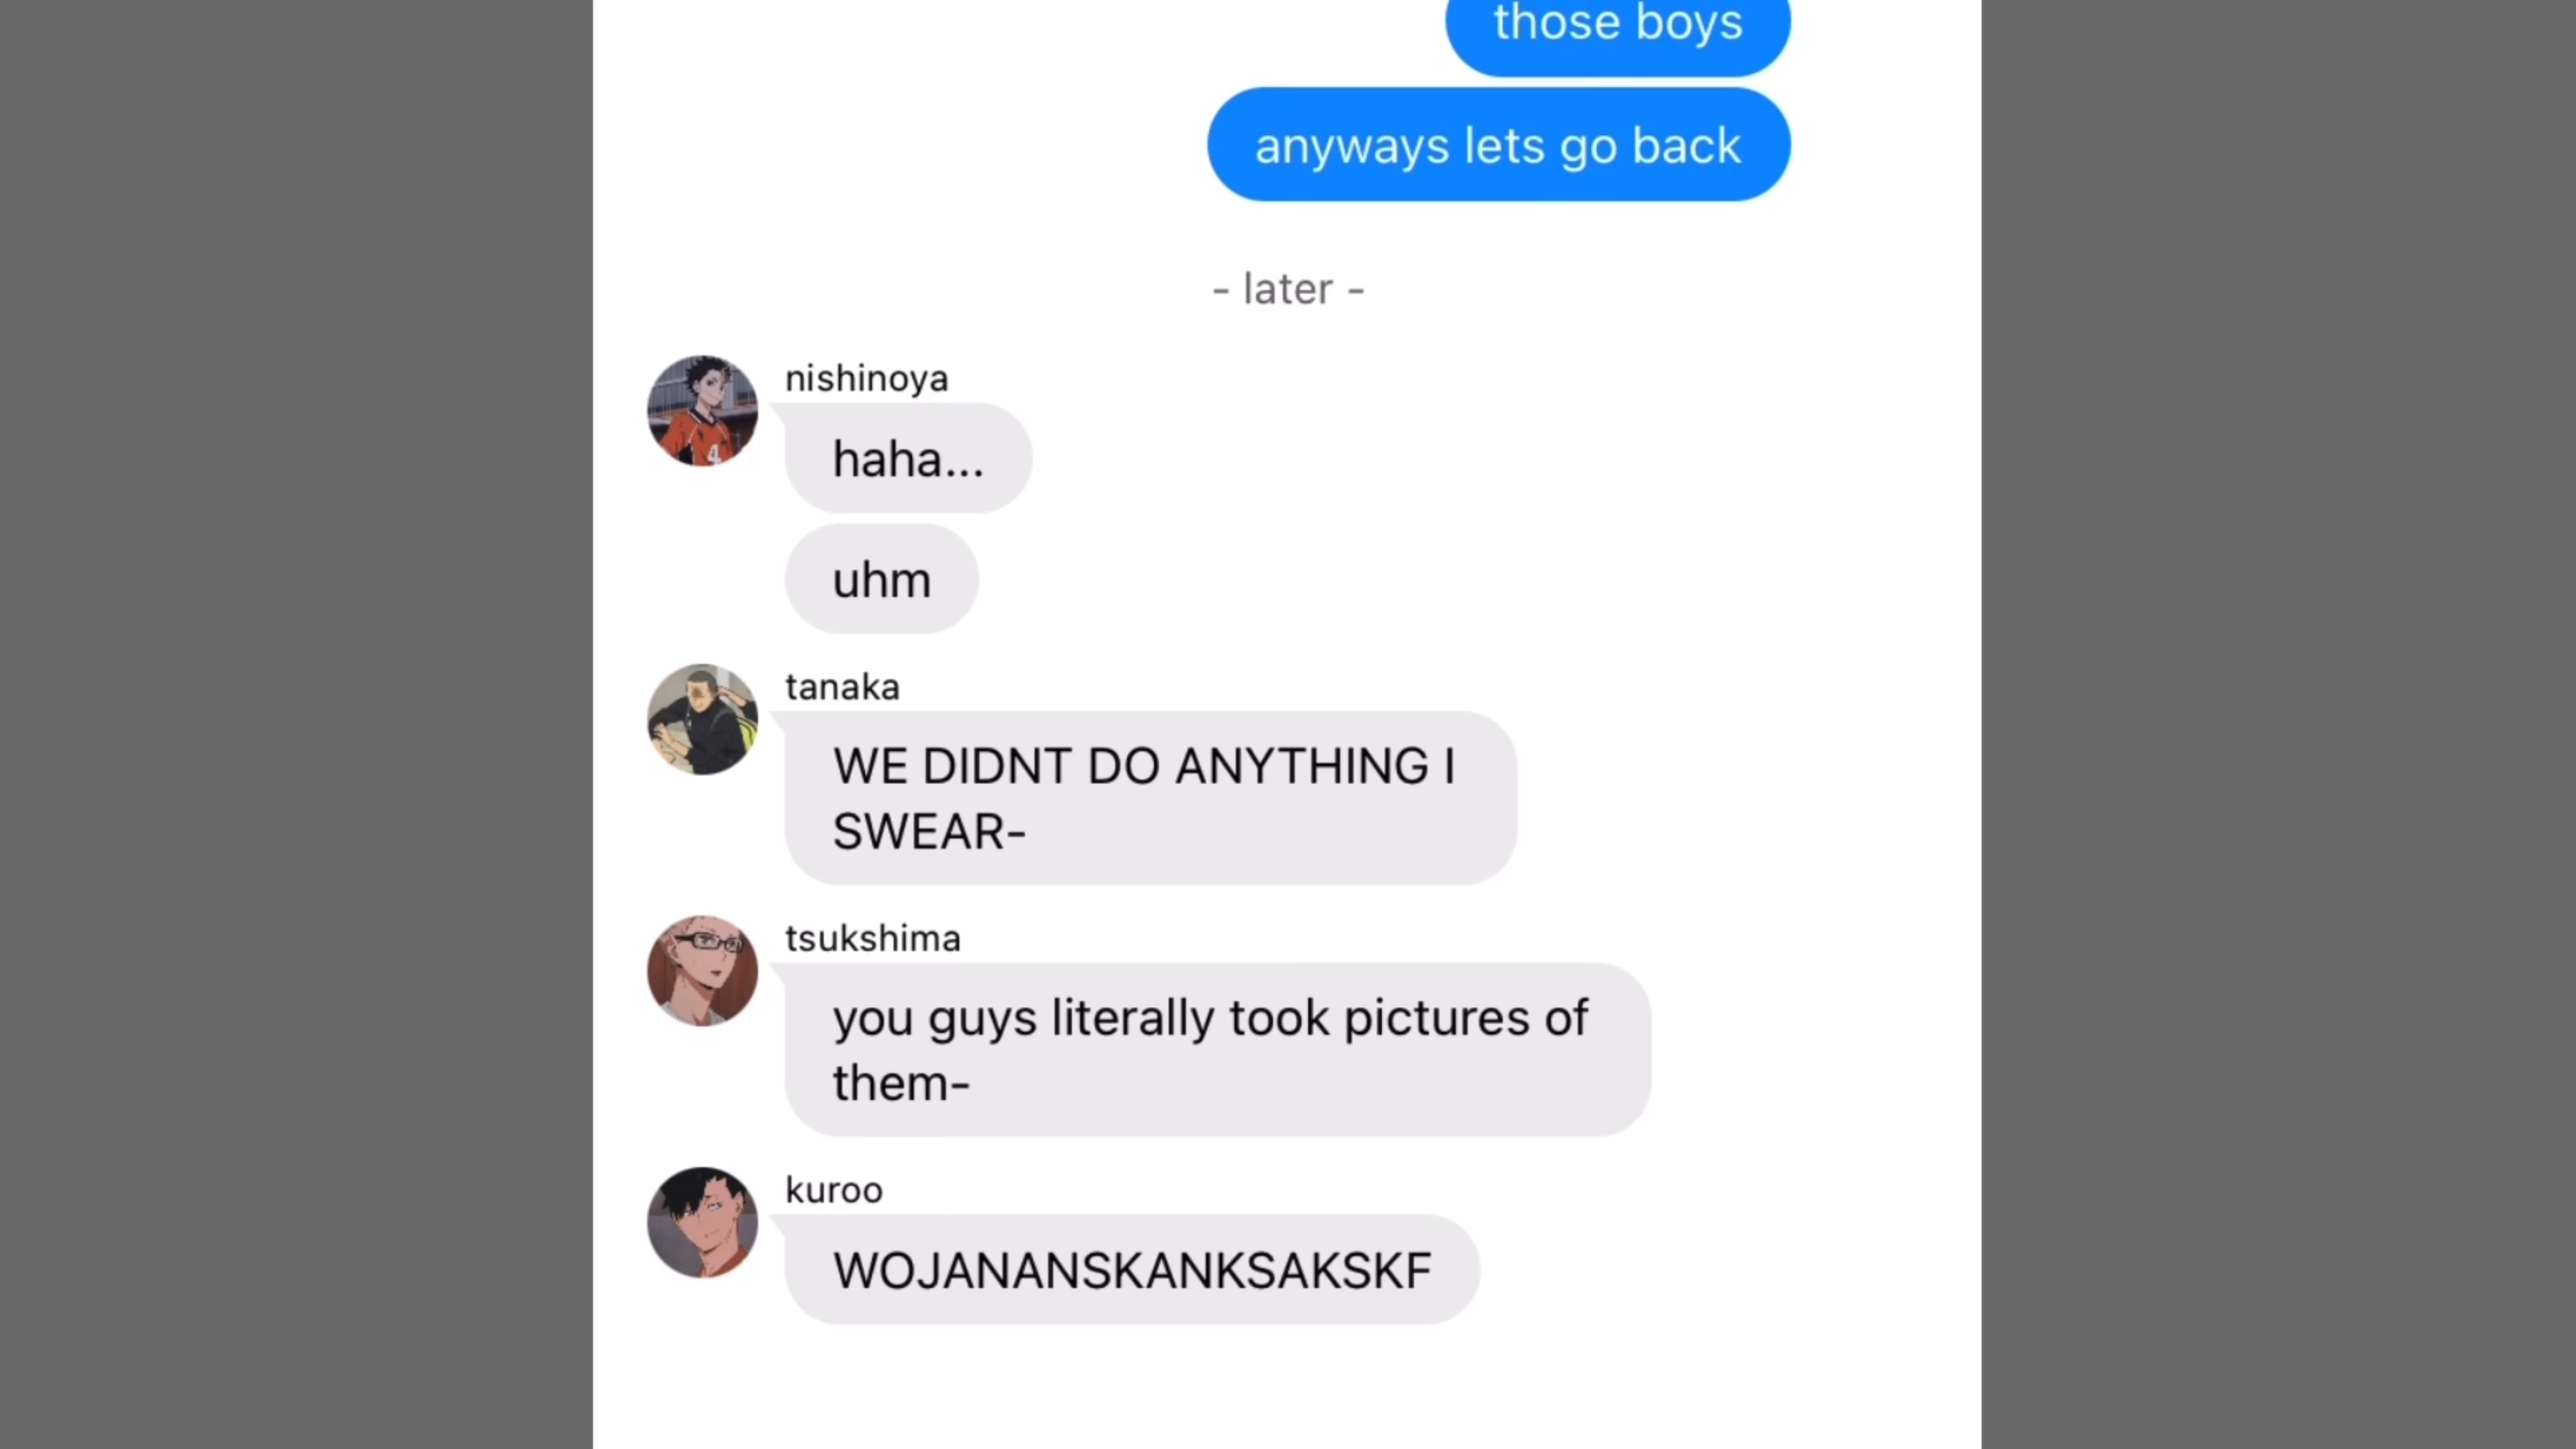 those boys
anyways lets go back
- later -
nishinoya
haha...
uhm
tanaka
WE DIDNT DO ANYTHING I
SWEAR-
tsukshima
you guys literally took pictures of
them-
kuroo
WOJANANSKANKSAKSKF